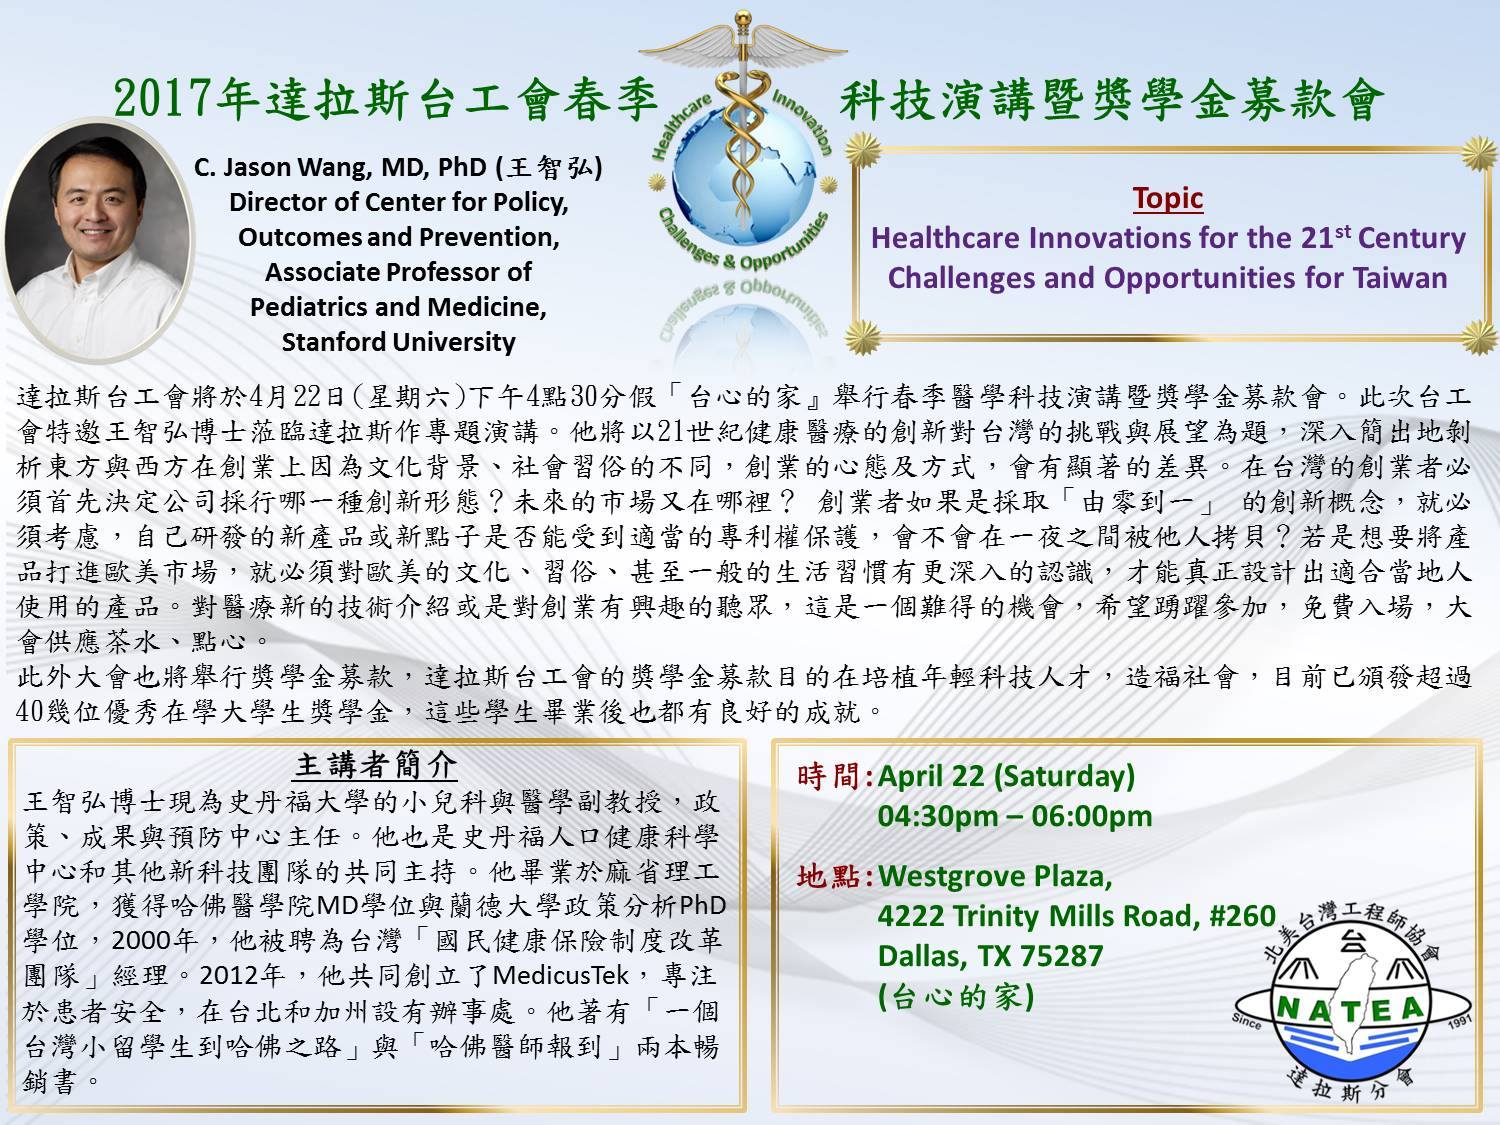 2017年達拉斯台工會春季
科技演講暨獎學金募款會
Healthcare Innovation
Challenges & Opportunities
C. Jason Wang, MD, PhD (王智弘)
Director of Center for Policy,
Outcomes and Prevention,
Associate Professor of
Pediatrics and Medicine,
Stanford University
Topic
Healthcare Innovations for the 21st Century
Challenges and Opportunities for Taiwan
達拉斯台工會將於4月22日(星期六)下午4點30分假「台心的家』舉行春季醫學科技演講暨獎學金募款會。此次台工
會特邀王智弘博士蒞臨達拉斯作專題演講。他將以21世紀健康醫療的創新對台灣的挑戰與展望為題，深入簡出地剝
析東方與西方在創業上因為文化背景、社會習俗的不同，創業的心態及方式，會有顯著的差異。在台灣的創業者必
須首先決定公司採行哪一種創新形態？未來的市場又在哪裡？ 創業者如果是採取「由零到一」 的創新概念，就必
須考慮，自己研發的新產品或新點子是否能受到適當的專利權保護，會不會在一夜之間被他人拷貝？若是想要將產
品打進歐美市場，就必須對歐美的文化、習俗、甚至一般的生活習慣有更深入的認識，才能真正設計出適合當地人
使用的產品。對醫療新的技術介紹或是對創業有興趣的聽眾，這是一個難得的機會，希望踴躍參加，免費入場，大
會供應茶水、點心。
此外大會也將舉行獎學金募款，達拉斯台工會的獎學金募款目的在培植年輕科技人才，造福社會，目前已頒發超過
40幾位優秀在學大學生獎學金，這些學生畢業後也都有良好的成就。
主講者簡介
王智弘博士現為史丹福大學的小兒科與醫學副教授，政
策、成果與預防中心主任。他也是史丹福人口健康科學
中心和其他新科技團隊的共同主持。他畢業於麻省理工
學院，獲得哈佛醫學院MD學位與蘭德大學政策分析PhD
學位，2000年，他被聘為台灣「國民健康保險制度改革
團隊」經理。2012年，他共同創立了MedicusTek，專注
於患者安全，在台北和加州設有辦事處。他著有「一個
台灣小留學生到哈佛之路」與「哈佛醫師報到」兩本暢
銷書。
時間:April 22 (Saturday)
04:30pm – 06:00pm
地點:Westgrove Plaza,
4222 Trinity Mills Road, #260
Dallas, TX 75287
(台心的家)
北美台灣工程師協會
台
NATEA
Since 1991
達拉斯分會